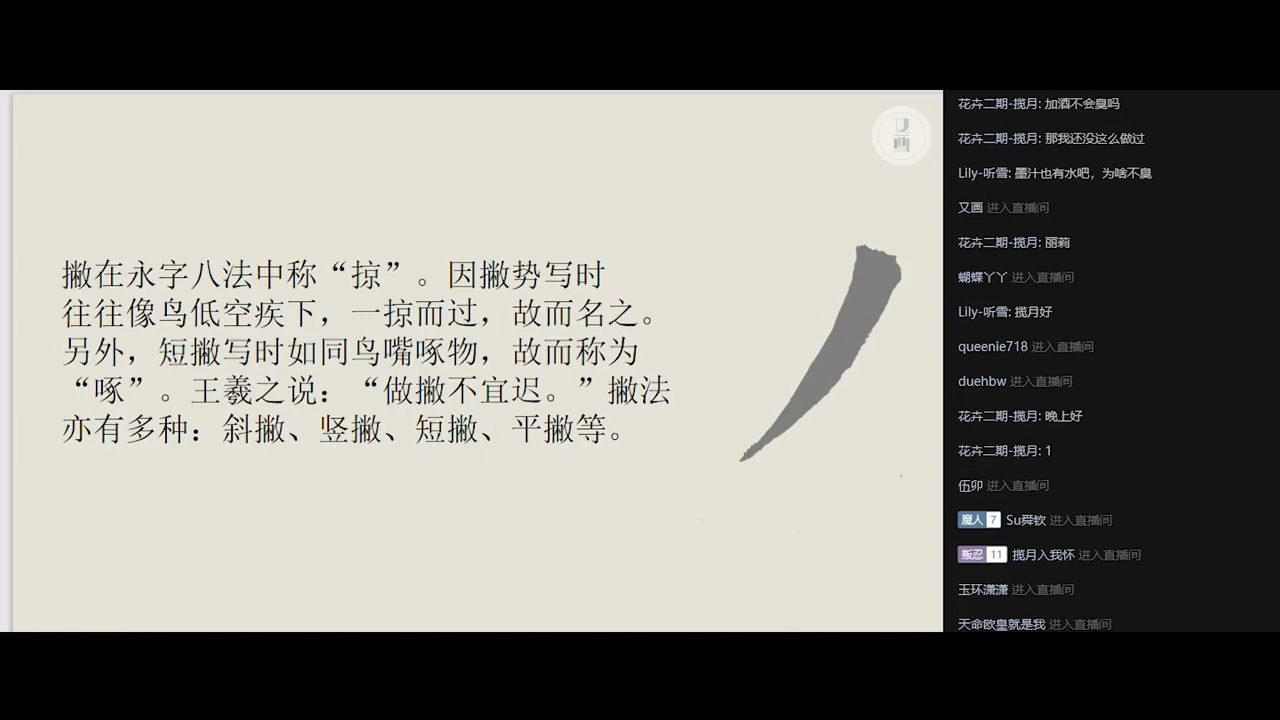 撇在永字八法中称“掠”。因撇势写时
往往像鸟低空疾下，一掠而过，故而名之。
另外，短撇写时如同鸟嘴啄物，故而称为
“啄”。王羲之说：“做撇不宜迟。”撇法
亦有多种：斜撇、竖撇、短撇、平撇等。
花卉二期-揽月: 加酒不会臭吗
花卉二期-揽月: 那我还没这么做过
Lily-听雪: 墨汁也有水吧，为啥不臭
又画 进入直播间
花卉二期-揽月: 丽莉
蝴蝶丫丫 进入直播间
Lily-听雪: 揽月好
queenie718 进入直播间
duehbw 进入直播间
花卉二期-揽月: 晚上好
花卉二期-揽月: 1
伍卯 进入直播间
魔人 7 Su舜钦 进入直播间
叛忍 11 揽月入我怀 进入直播间
玉环潇潇 进入直播间
天命欧皇就是我 进入直播间